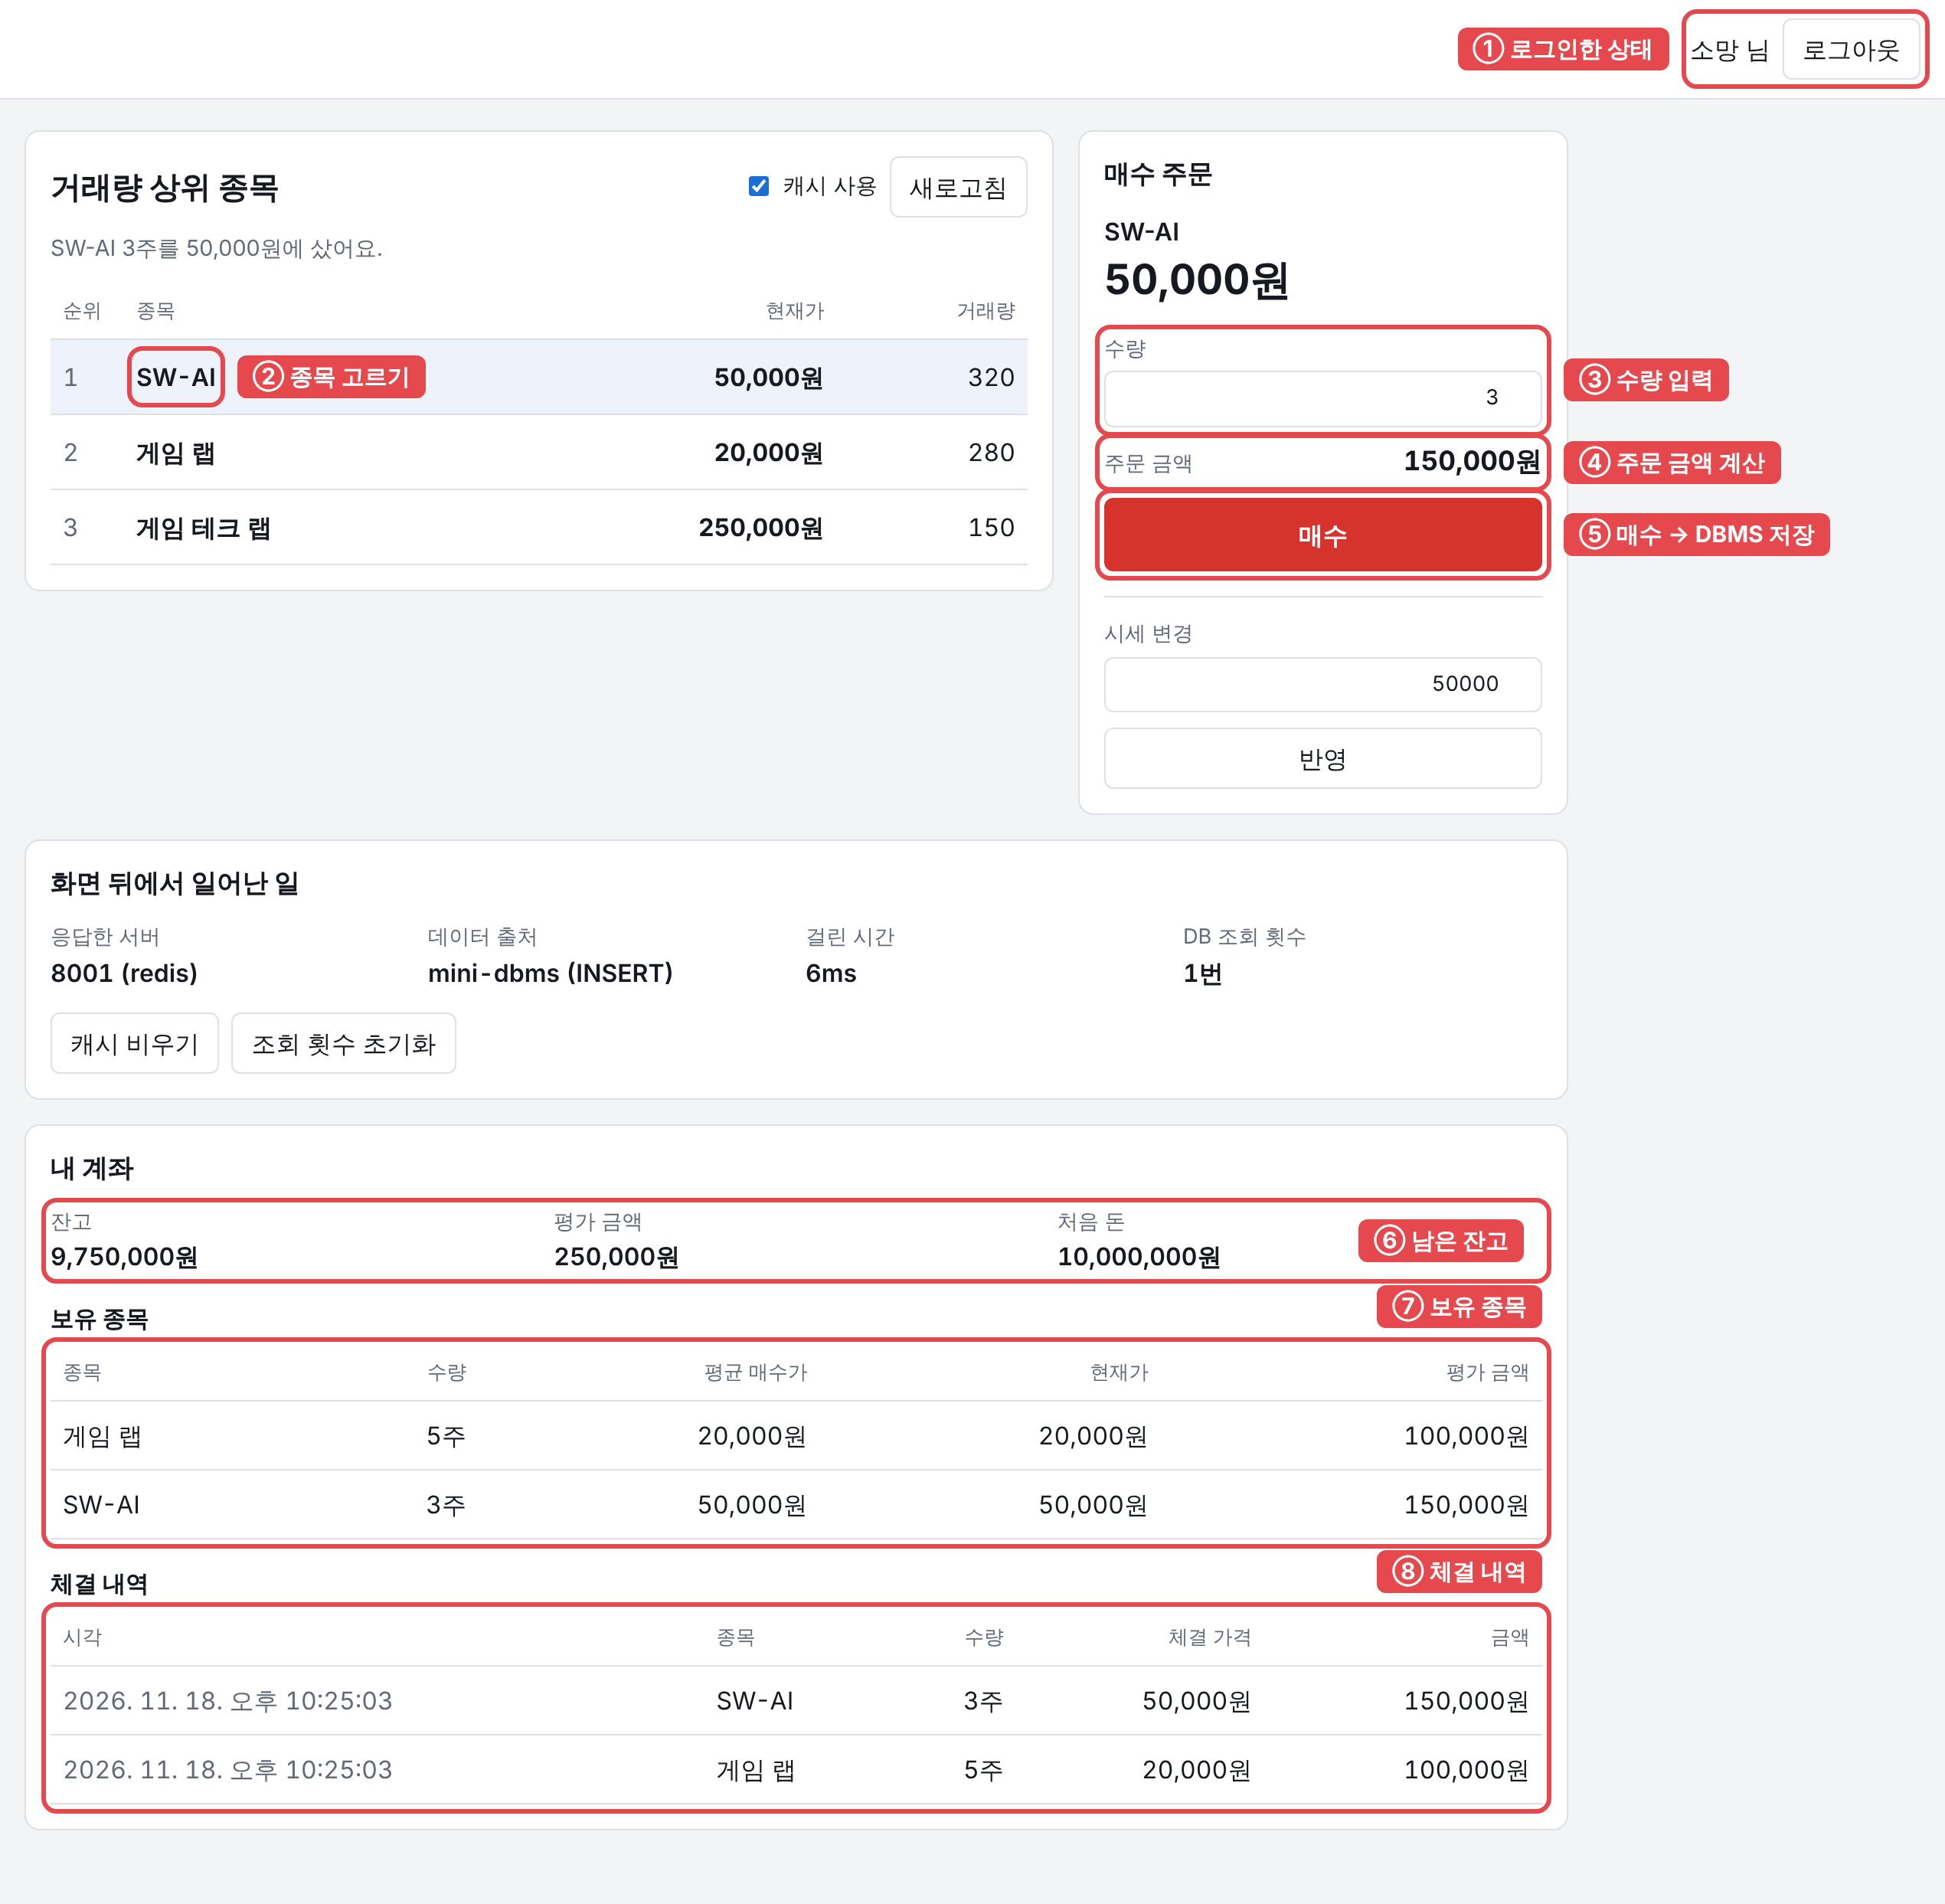 ① 로그인한 상태 소망 님 로그아웃
거래량 상위 종목 캐시 사용 새로고침
SW-AI 3주를 50,000원에 샀어요.
순위 종목 현재가 거래량
1 SW-AI ② 종목 고르기 50,000원 320
2 게임 랩 20,000원 280
3 게임 테크 랩 250,000원 150
매수 주문
SW-AI
50,000원
수량
3 ③ 수량 입력
주문 금액 150,000원 ④ 주문 금액 계산
매수 ⑤ 매수 → DBMS 저장
시세 변경
50000
반영
화면 뒤에서 일어난 일
응답한 서버 데이터 출처 걸린 시간 DB 조회 횟수
8001 (redis) mini-dbms (INSERT) 6ms 1번
캐시 비우기 조회 횟수 초기화
내 계좌
잔고 평가 금액 처음 돈
9,750,000원 250,000원 10,000,000원 ⑥ 남은 잔고
보유 종목 ⑦ 보유 종목
종목 수량 평균 매수가 현재가 평가 금액
게임 랩 5주 20,000원 20,000원 100,000원
SW-AI 3주 50,000원 50,000원 150,000원
체결 내역 ⑧ 체결 내역
시각 종목 수량 체결 가격 금액
2026. 11. 18. 오후 10:25:03 SW-AI 3주 50,000원 150,000원
2026. 11. 18. 오후 10:25:03 게임 랩 5주 20,000원 100,000원